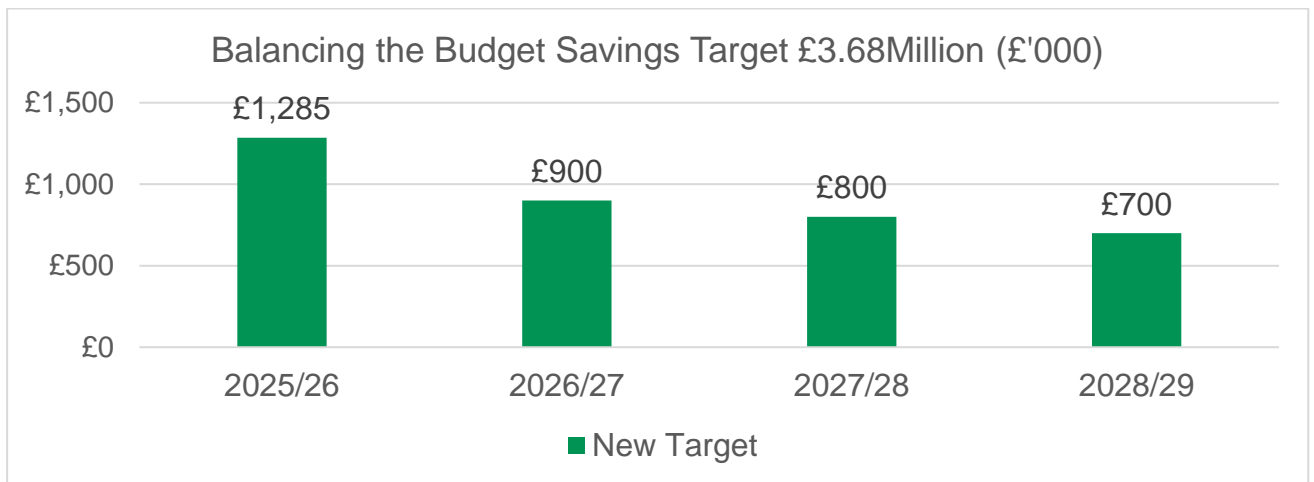 Balancing the Budget Savings Target £3.68Million (£'000)
£1,500
£1,285
£1,000
£900
£800
£700
£500
£0
2025/26 2026/27 2027/28 2028/29
New Target